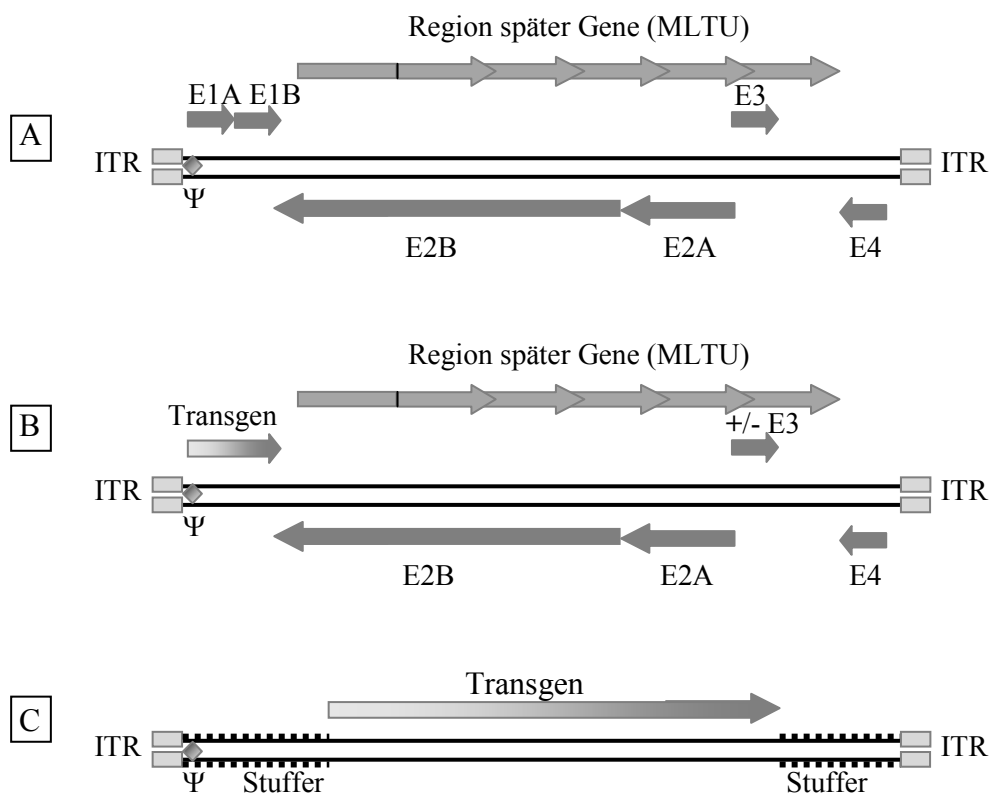 Region später Gene (MLTU)
E1A E1B
E3
A
ITR
ITR
Ψ
E2B
E2A
E4
Region später Gene (MLTU)
Transgen
+/- E3
B
ITR
ITR
Ψ
E2B
E2A
E4
Transgen
C
ITR
ITR
Ψ
Stuffer
Stuffer